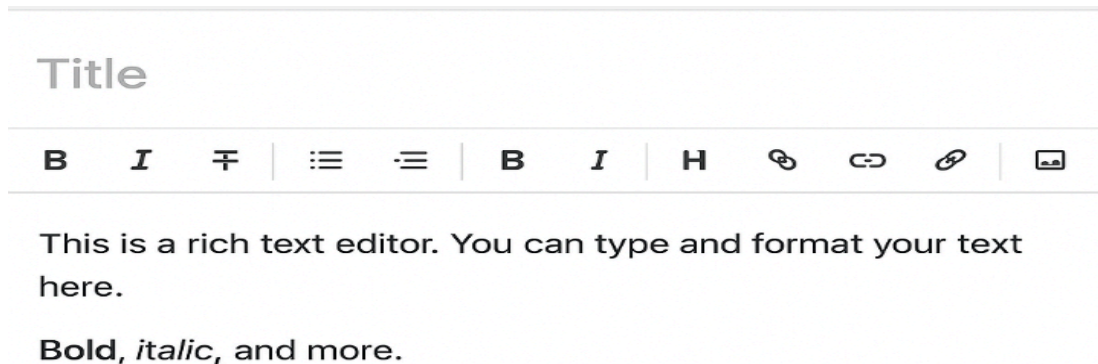 Title
B I T B I H
This is a rich text editor. You can type and format your text
here.
Bold, italic, and more.